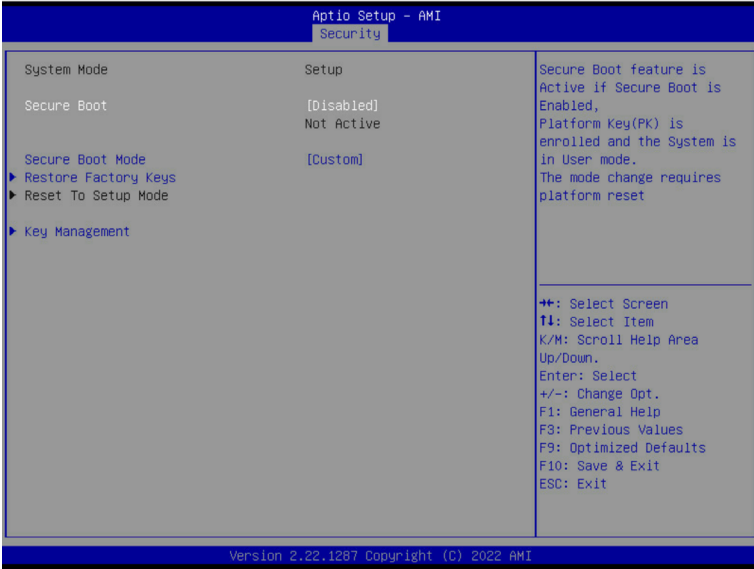 Aptio Setup – AMI
Security
System Mode Setup
Secure Boot [Disabled]
Not Active
Secure Boot Mode [Custom]
▶ Restore Factory Keys
▶ Reset To Setup Mode
▶ Key Management
Secure Boot feature is
Active if Secure Boot is
Enabled,
Platform Key(PK) is
enrolled and the System is
in User mode.
The mode change requires
platform reset
→←: Select Screen
↑↓: Select Item
K/M: Scroll Help Area
Up/Down.
Enter: Select
+/-: Change Opt.
F1: General Help
F3: Previous Values
F9: Optimized Defaults
F10: Save & Exit
ESC: Exit
Version 2.22.1287 Copyright (C) 2022 AMI